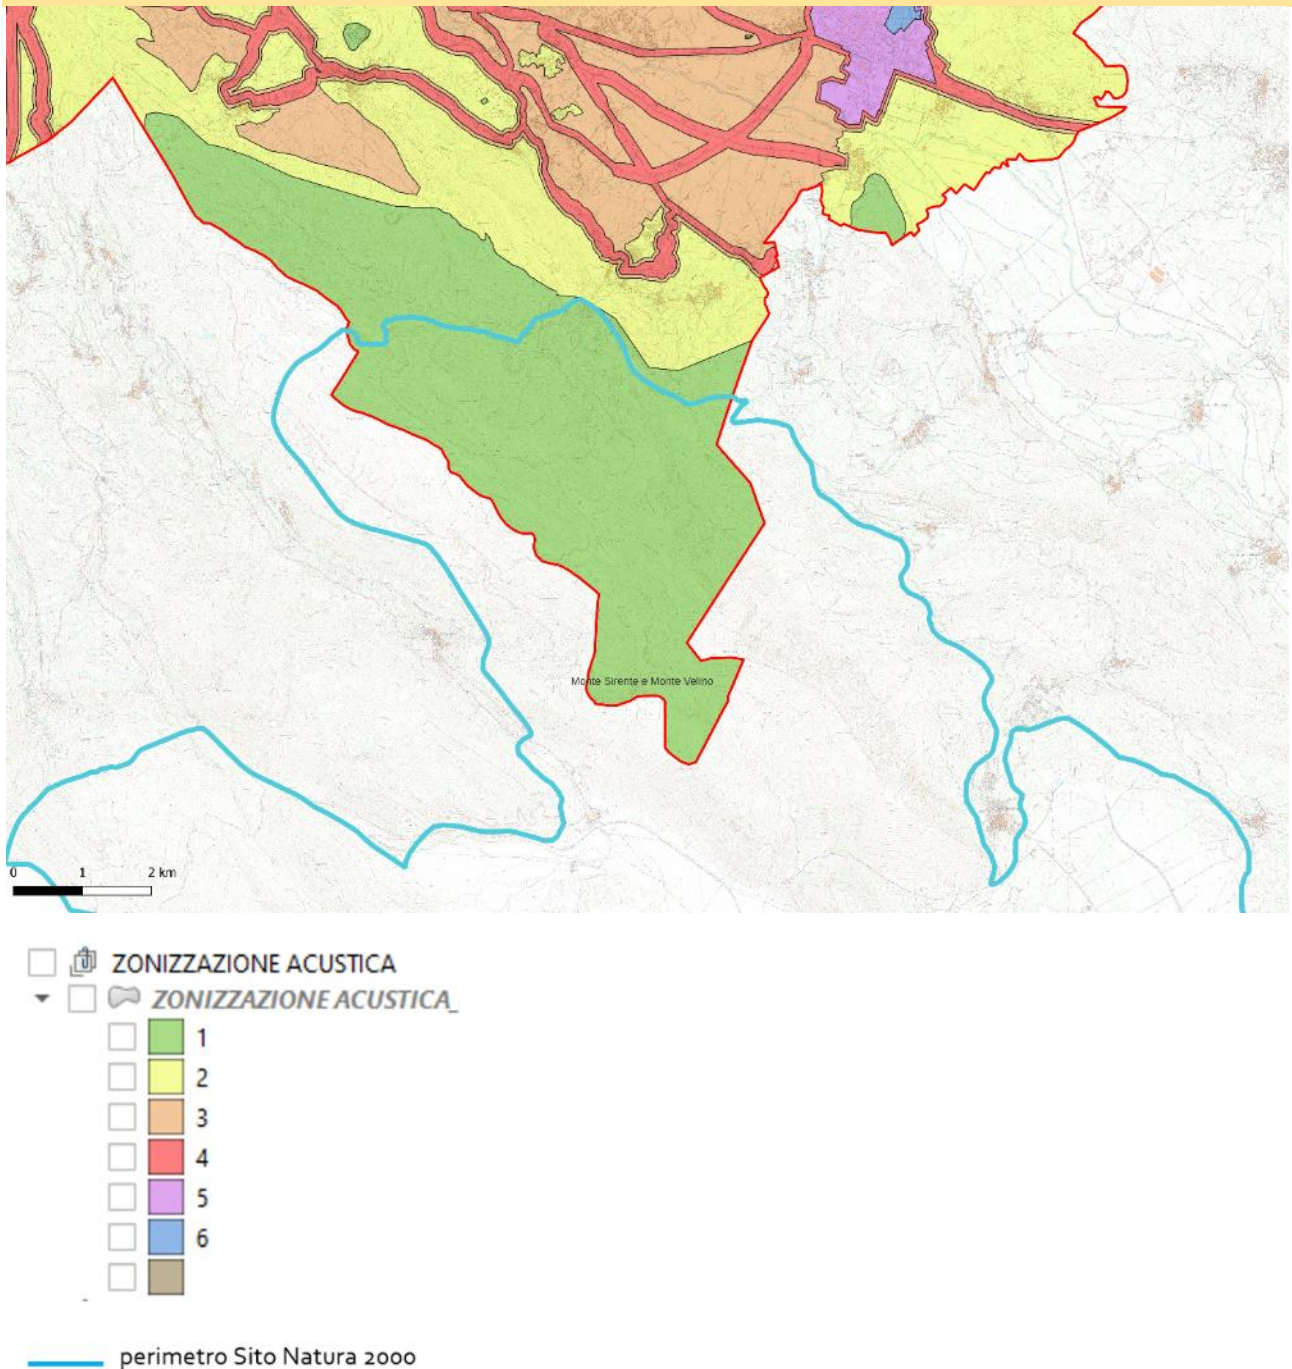 Monte Sirente e Monte Velino
0 1 2 km
ZONIZZAZIONE ACUSTICA
ZONIZZAZIONE ACUSTICA_
1
2
3
4
5
6
perimetro Sito Natura 2000